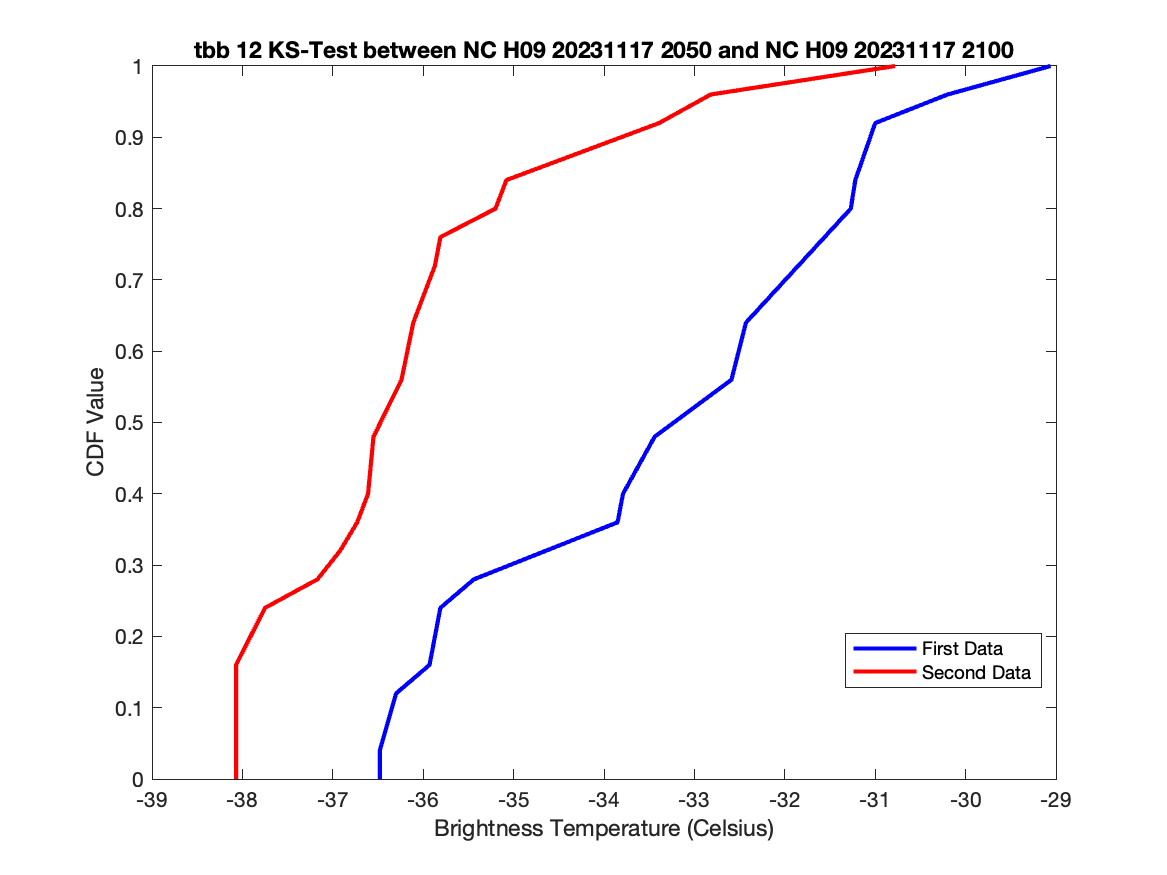 tbb 12 KS-Test between NC H09 20231117 2050 and NC H09 20231117 2100
1
0.9
0.8
0.7
0.6
0.5
0.4
0.3
0.2
0.1
0
CDF Value
First Data
Second Data
-39 -38 -37 -36 -35 -34 -33 -32 -31 -30 -29
Brightness Temperature (Celsius)